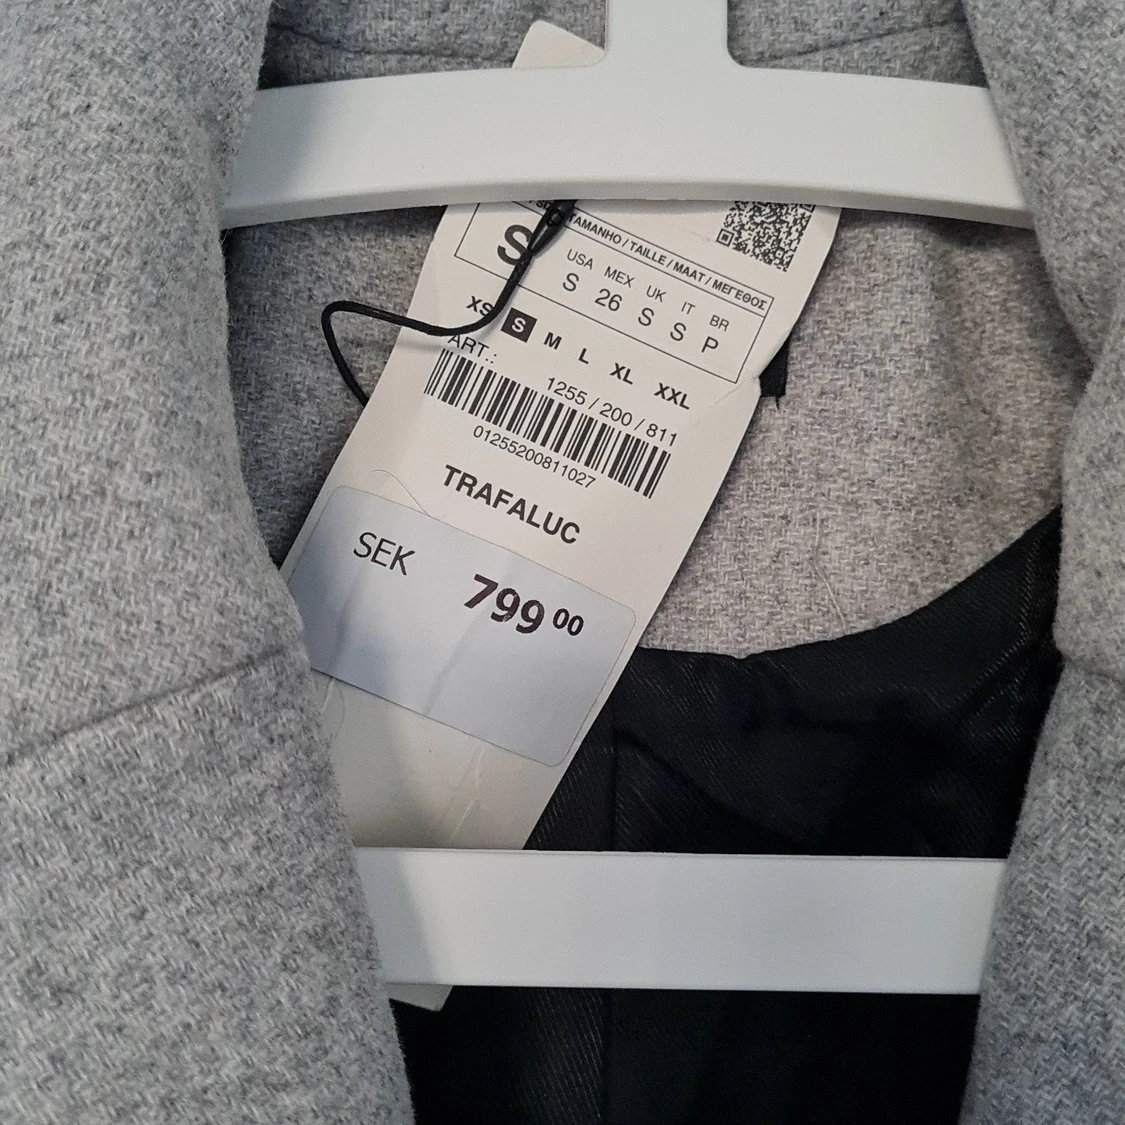 TAMANHO / TAILLE / MAAT / ΜΕΓΕΘΟΣ
S
USA MEX UK IT BR
S 26 S S P
XS S M L XL XXL
ART.:
1255 / 200 / 811
01255200811027
TRAFALUC
SEK 799 00